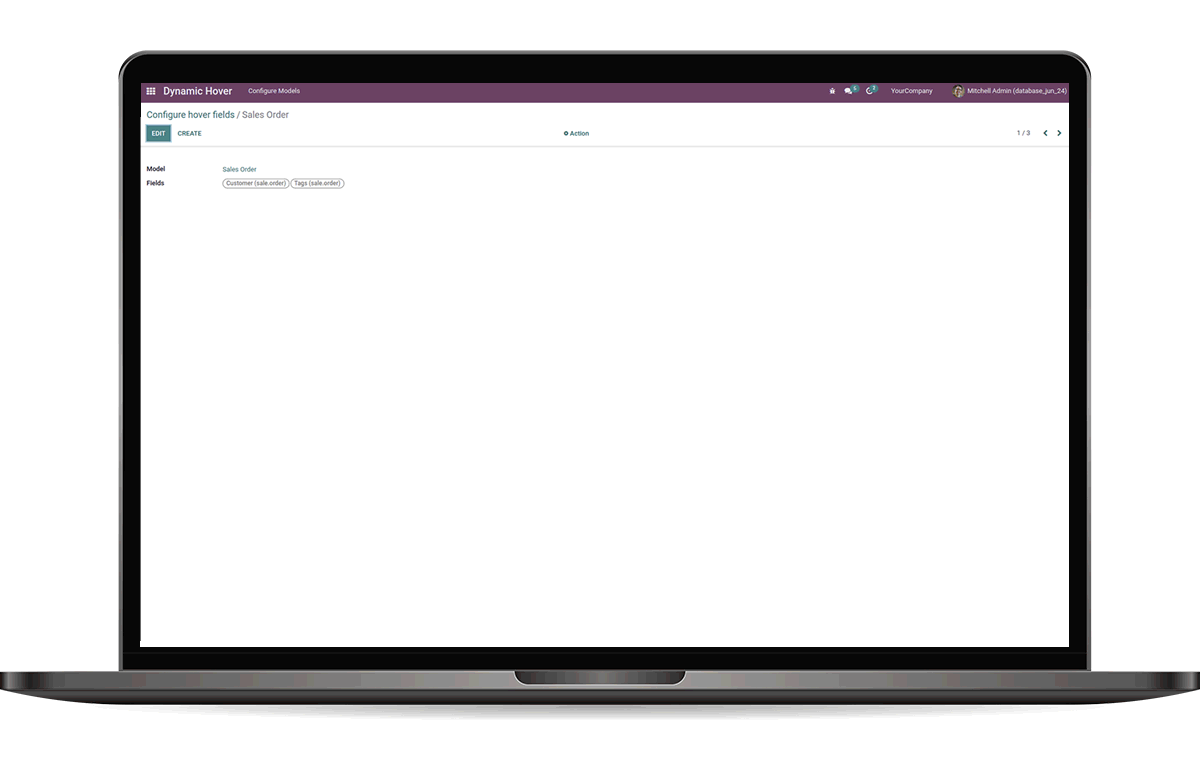 Dynamic Hover Configure Models 5 2 YourCompany Mitchell Admin (database_jun_24)
Configure hover fields / Sales Order
EDIT CREATE Action 1 / 3
Model Sales Order
Fields Customer (sale.order) Tags (sale.order)